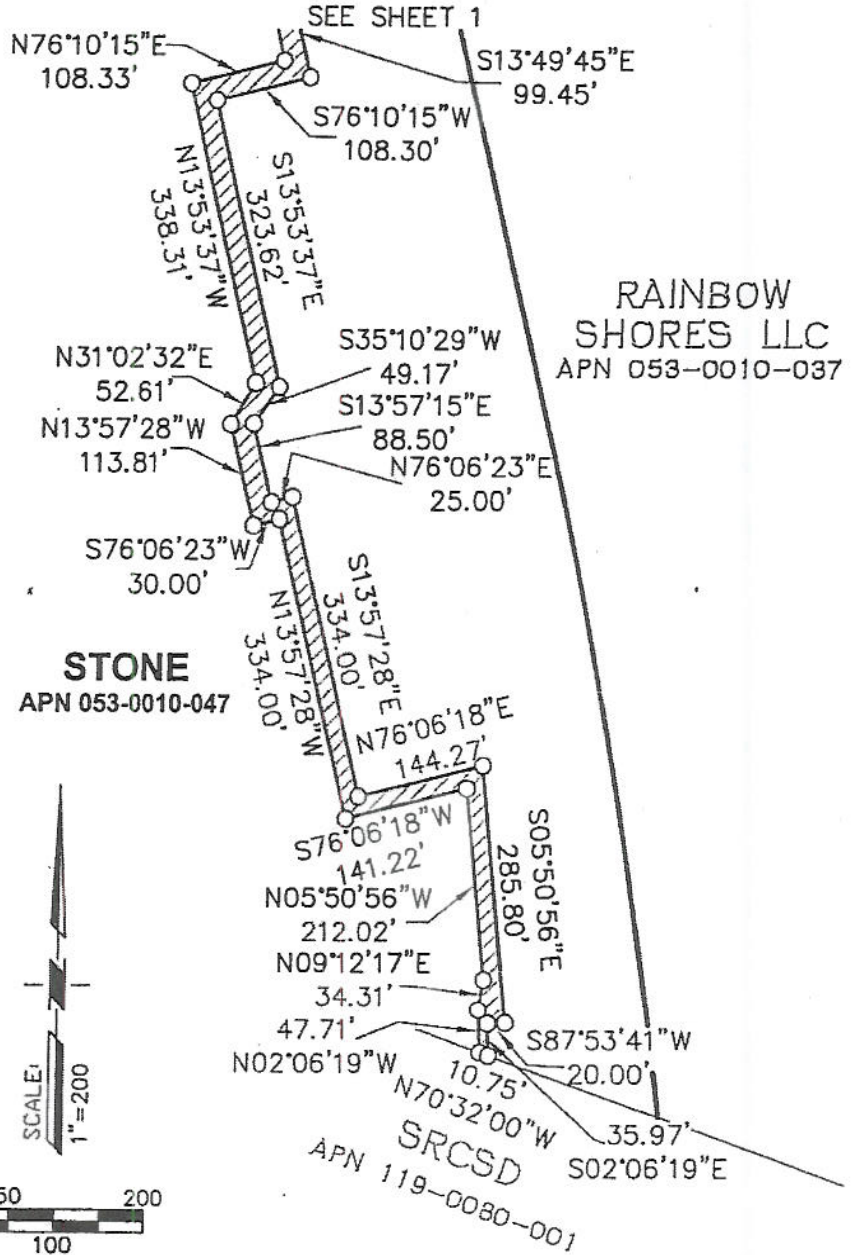 SEE SHEET 1
N76°10'15"E
108.33'
S13°49'45"E
99.45'
S76°10'15"W
108.30'
N13°53'37"W
338.31'
S13°53'37"E
323.62'
RAINBOW
SHORES LLC
APN 053-0010-037
N31°02'32"E
52.61'
S35°10'29"W
49.17'
N13°57'28"W
113.81'
S13°57'15"E
88.50'
N76°06'23"E
25.00'
S76°06'23"W
30.00'
STONE
APN 053-0010-047
N13°57'28"W
334.00'
S13°57'28"E
334.00'
N76°06'18"E
144.27'
S76°06'18"W
141.22'
N05°50'56"W
212.02'
S05°50'56"E
285.80'
N09°12'17"E
34.31'
47.71'
N02°06'19"W
S87°53'41"W
20.00'
10.75'
N70°32'00"W
35.97'
S02°06'19"E
SRCSD
APN 119-0080-001
SCALE:
1"=200
50 200
100